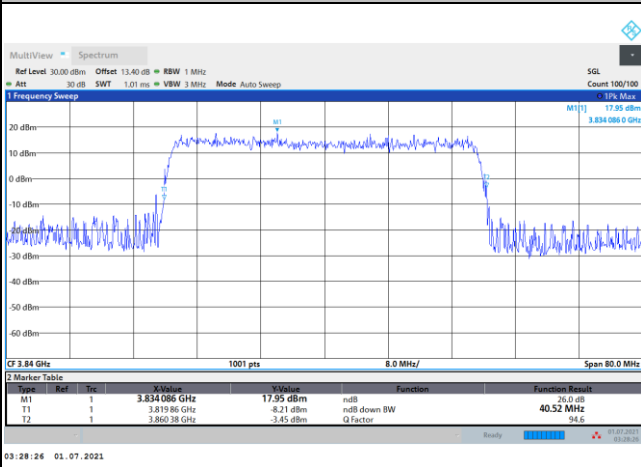 MultiView Spectrum
Ref Level 30.00 dBm Offset 13.40 dB RBW 1 MHz SGL
Att 30 dB SWT 1.01 ms VBW 3 MHz Mode Auto Sweep Count 100/100
1 Frequency Sweep 1Pk Max
M1[1] 17.95 dBm
3.834 086 0 GHz
M1
20 dBm
10 dBm
0 dBm
T1
T2
-10 dBm
-20 dBm
-30 dBm
-40 dBm
-50 dBm
-60 dBm
CF 3.84 GHz 1001 pts 8.0 MHz/ Span 80.0 MHz
2 Marker Table
Type Ref Trc X-Value Y-Value Function Function Result
M1 1 3.834 086 GHz 17.95 dBm ndB 26.0 dB
T1 1 3.819 86 GHz -8.21 dBm ndB down BW 40.52 MHz
T2 1 3.860 38 GHz -3.45 dBm Q Factor 94.6
Ready 01.07.2021
03:28:26
03:28:26 01.07.2021